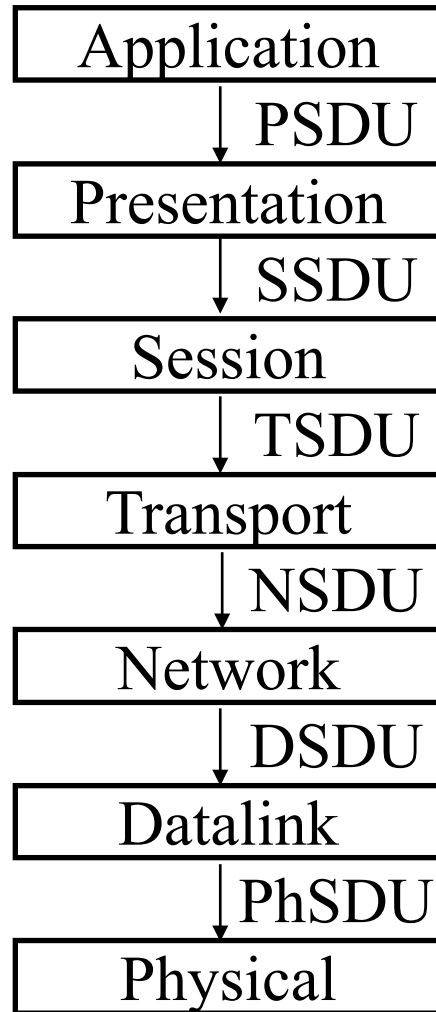 Application
PSDU
Presentation
SSDU
Session
TSDU
Transport
NSDU
Network
DSDU
Datalink
PhSDU
Physical